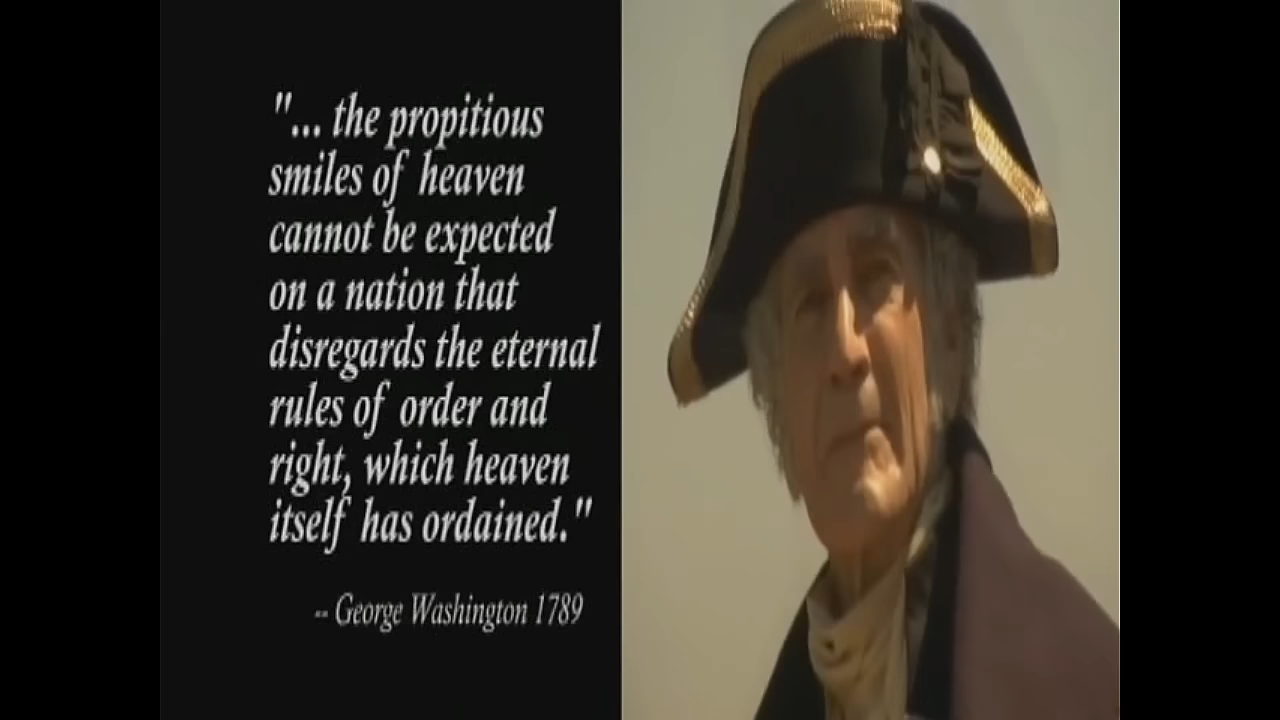 "... the propitious
smiles of heaven
cannot be expected
on a nation that
disregards the eternal
rules of order and
right, which heaven
itself has ordained."
-- George Washington 1789